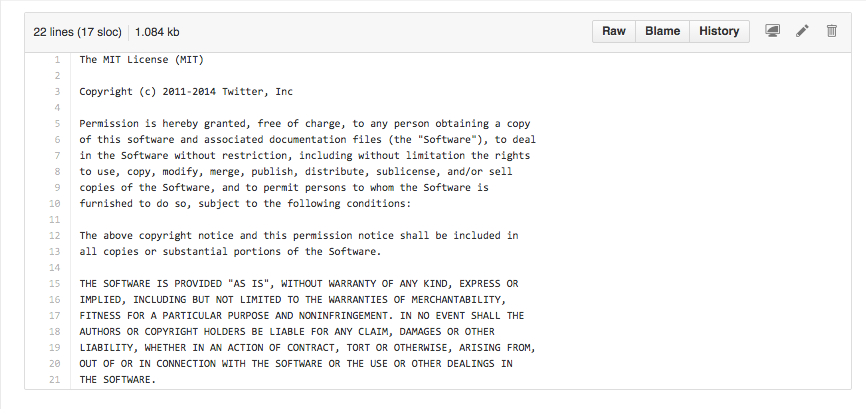 22 lines (17 sloc) 1.084 kb Raw Blame History
1 The MIT License (MIT)
2
3 Copyright (c) 2011-2014 Twitter, Inc
4
5 Permission is hereby granted, free of charge, to any person obtaining a copy
6 of this software and associated documentation files (the "Software"), to deal
7 in the Software without restriction, including without limitation the rights
8 to use, copy, modify, merge, publish, distribute, sublicense, and/or sell
9 copies of the Software, and to permit persons to whom the Software is
10 furnished to do so, subject to the following conditions:
11
12 The above copyright notice and this permission notice shall be included in
13 all copies or substantial portions of the Software.
14
15 THE SOFTWARE IS PROVIDED "AS IS", WITHOUT WARRANTY OF ANY KIND, EXPRESS OR
16 IMPLIED, INCLUDING BUT NOT LIMITED TO THE WARRANTIES OF MERCHANTABILITY,
17 FITNESS FOR A PARTICULAR PURPOSE AND NONINFRINGEMENT. IN NO EVENT SHALL THE
18 AUTHORS OR COPYRIGHT HOLDERS BE LIABLE FOR ANY CLAIM, DAMAGES OR OTHER
19 LIABILITY, WHETHER IN AN ACTION OF CONTRACT, TORT OR OTHERWISE, ARISING FROM,
20 OUT OF OR IN CONNECTION WITH THE SOFTWARE OR THE USE OR OTHER DEALINGS IN
21 THE SOFTWARE.